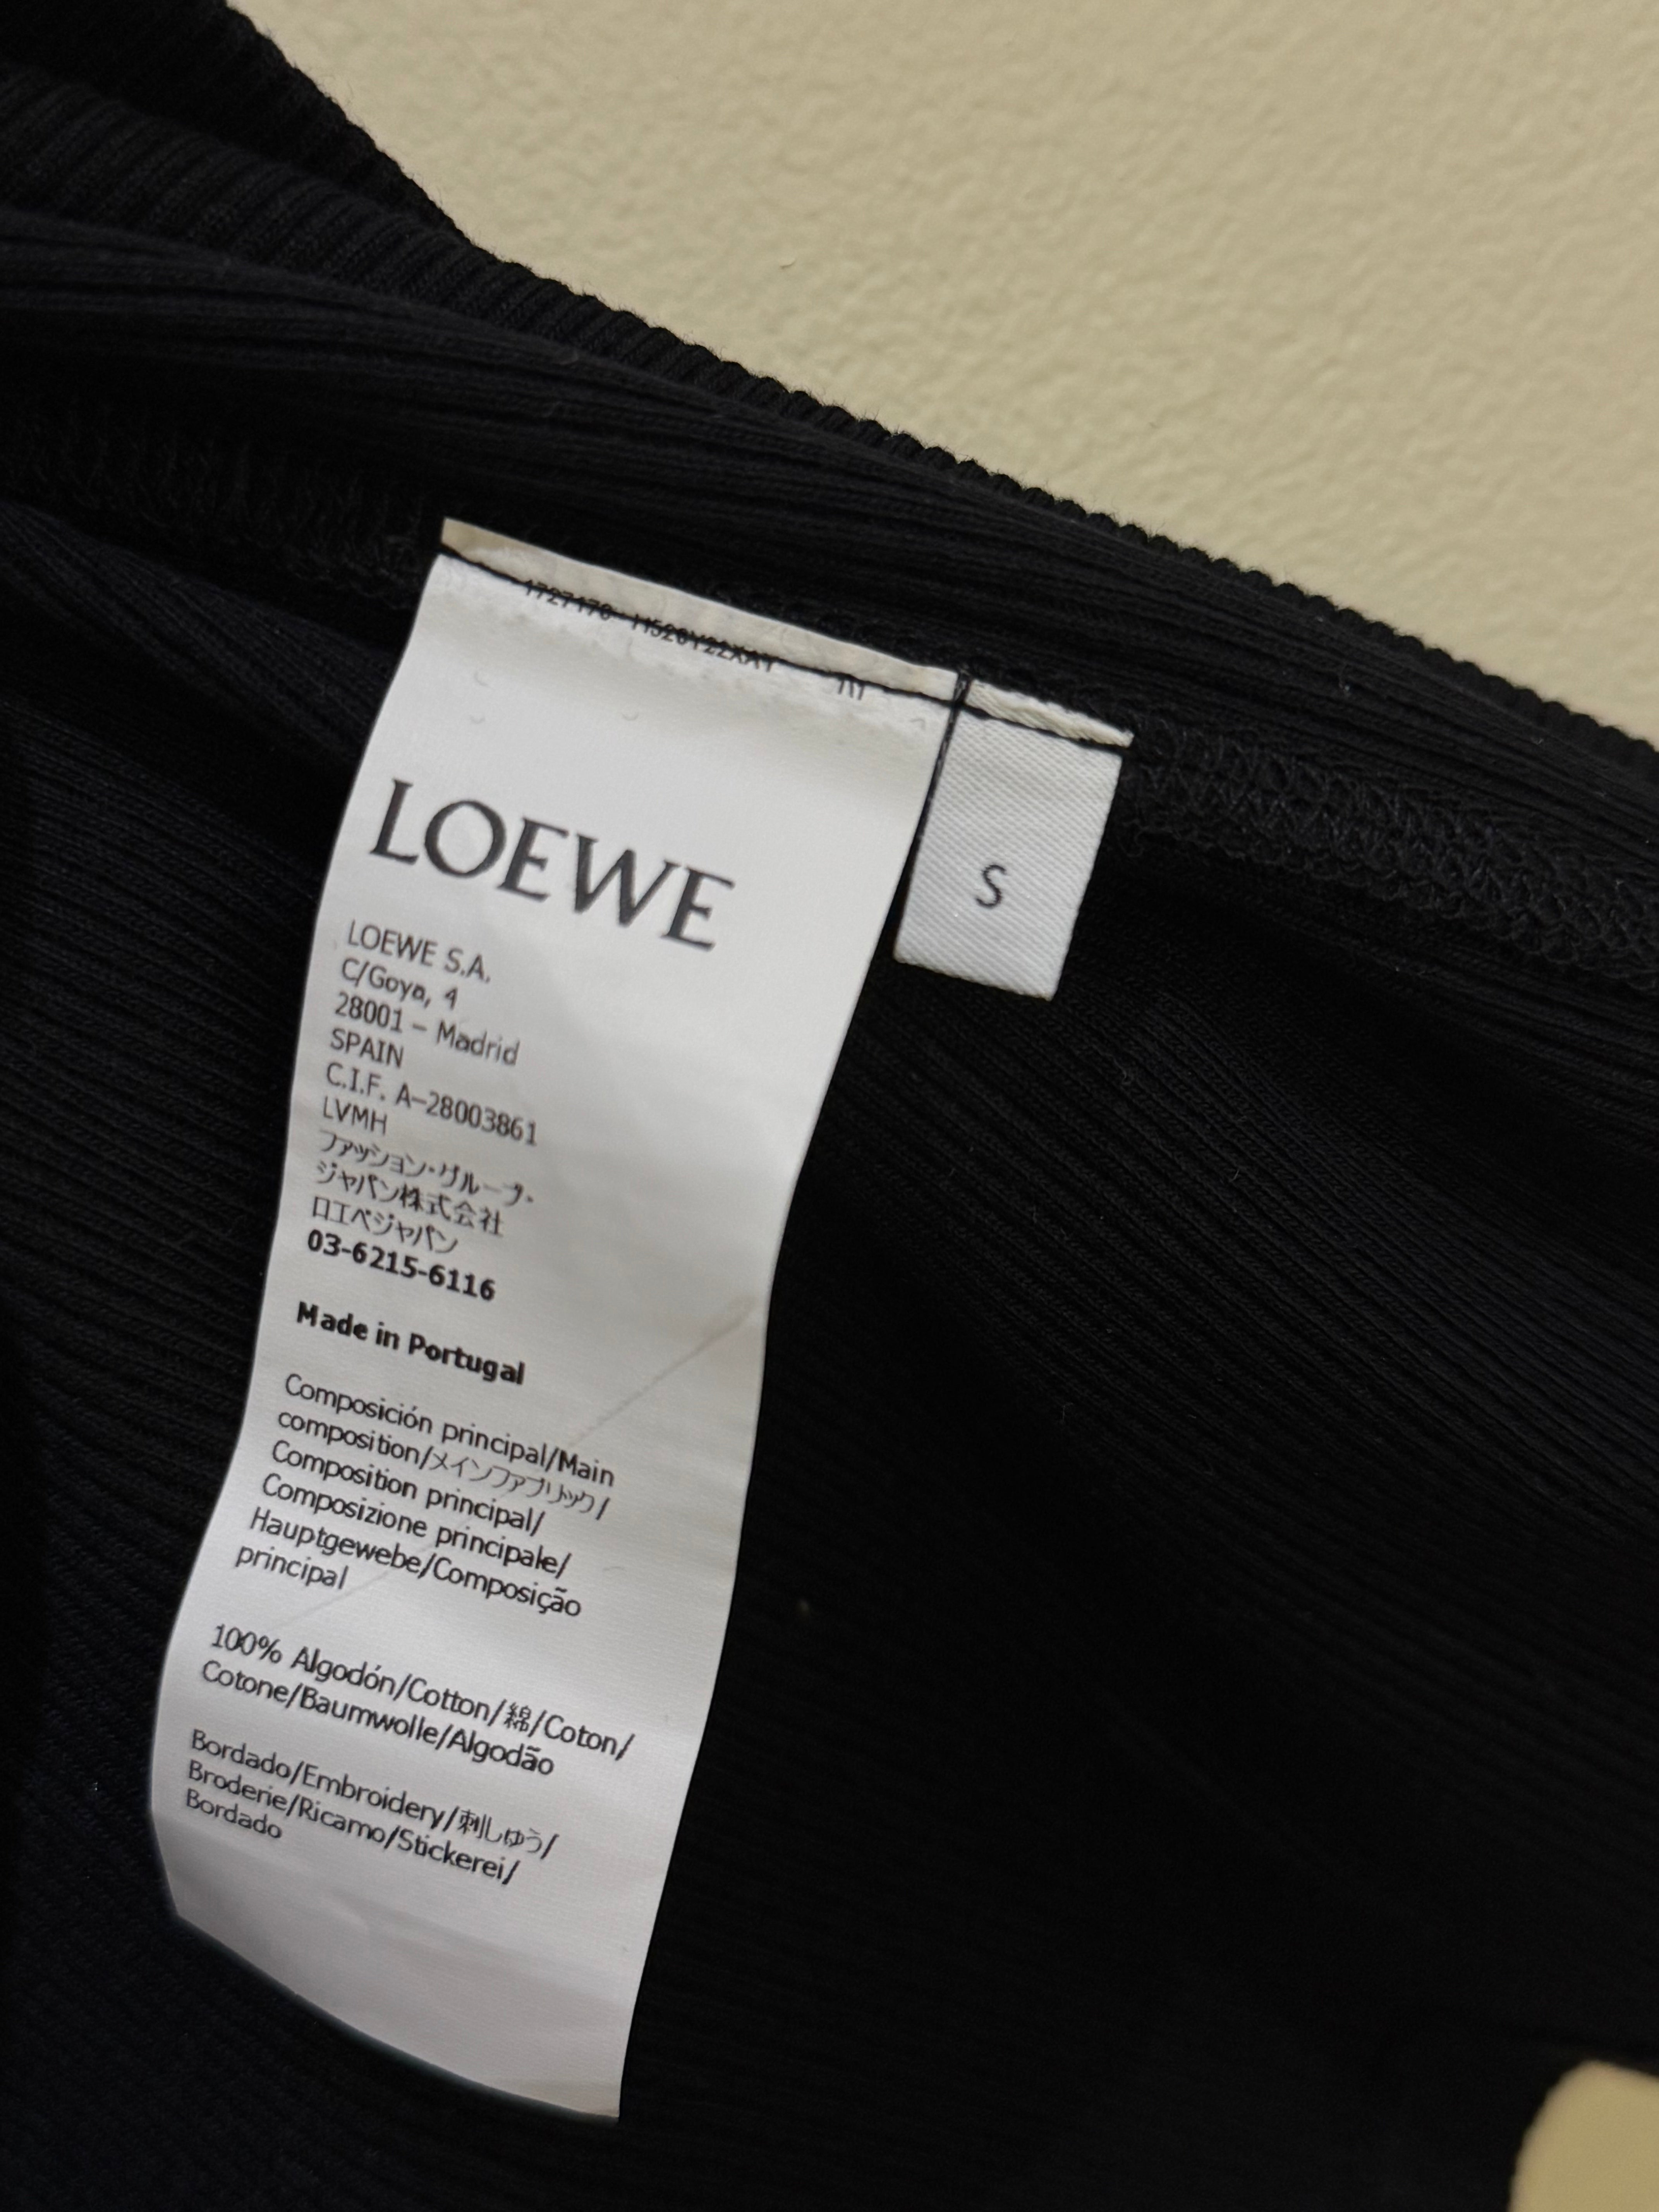 LOEWE
S
LOEWE S.A.
C/Goya, 4
28001 – Madrid
SPAIN
C.I.F. A-28003861
LVMH
ファッション・グループ・
ジャパン株式会社
ロエベジャパン
03-6215-6116
Made in Portugal
Composición principal/Main
composition/メインファブリック/
Composition principal/
Composizione principale/
Hauptgewebe/Composição
principal
100% Algodón/Cotton/綿/Coton/
Cotone/Baumwolle/Algodão
Bordado/Embroidery/刺しゅう/
Broderie/Ricamo/Stickerei/
Bordado